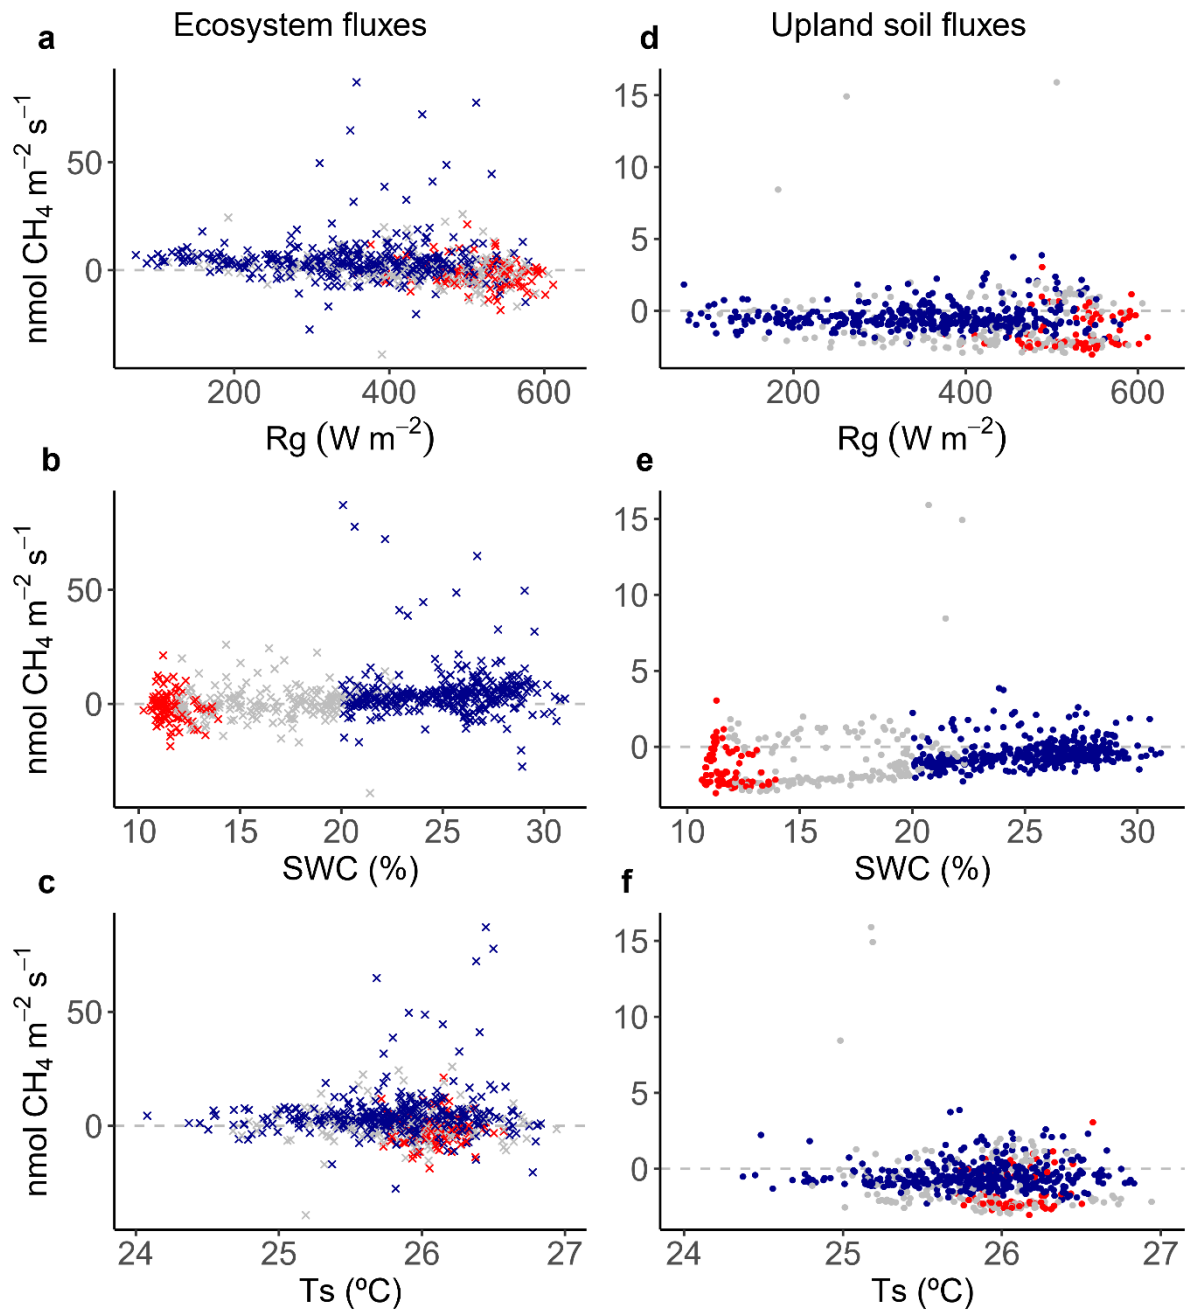 Ecosystem fluxes
Upland soil fluxes
a
nmol CH₄ m⁻² s⁻¹
50
0
200 400 600
Rg (W m⁻²)
d
15
10
5
0
200 400 600
Rg (W m⁻²)
b
nmol CH₄ m⁻² s⁻¹
50
0
10 15 20 25 30
SWC (%)
e
15
10
5
0
10 15 20 25 30
SWC (%)
c
nmol CH₄ m⁻² s⁻¹
50
0
24 25 26 27
Ts (ºC)
f
15
10
5
0
24 25 26 27
Ts (ºC)